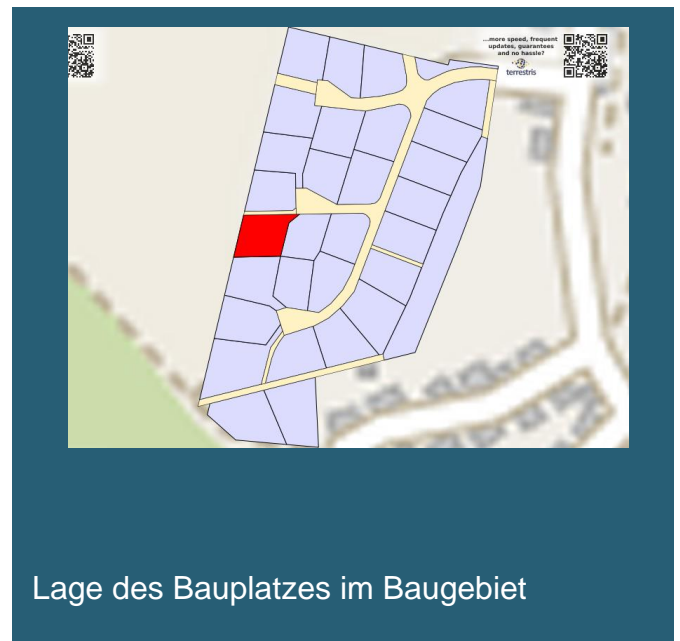 ...more speed, frequent
updates, guarantees
and no hassle?
terrestris
Lage des Bauplatzes im Baugebiet